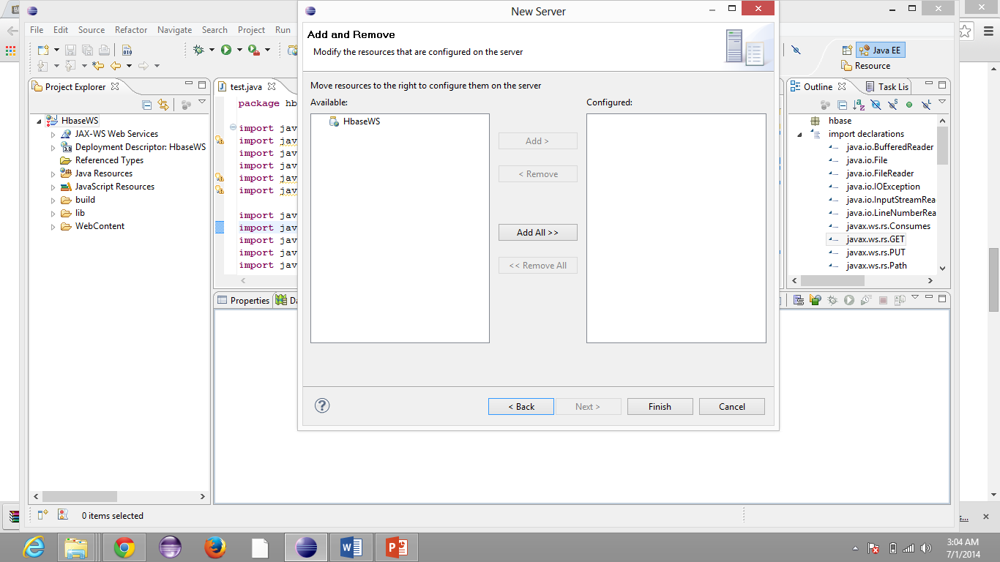 New Server
File Edit Source Refactor Navigate Search Project Run
Add and Remove
Modify the resources that are configured on the server
Java EE
Resource
Project Explorer
test.java
Outline
Task Lis
Move resources to the right to configure them on the server
Available:
Configured:
HbaseWS
JAX-WS Web Services
Deployment Descriptor: HbaseWS
Referenced Types
Java Resources
JavaScript Resources
build
lib
WebContent
package hb
import jav
import jav
import jav
import jav
import jav
import jav
import jav
import jav
import jav
import jav
import jav
HbaseWS
Add >
< Remove
Add All >>
<< Remove All
hbase
import declarations
java.io.BufferedReader
java.io.File
java.io.FileReader
java.io.IOException
java.io.InputStreamRea
java.io.LineNumberRea
javax.ws.rs.Consumes
javax.ws.rs.GET
javax.ws.rs.PUT
javax.ws.rs.Path
Properties
Da
< Back
Next >
Finish
Cancel
0 items selected
s...
3:04 AM
7/1/2014